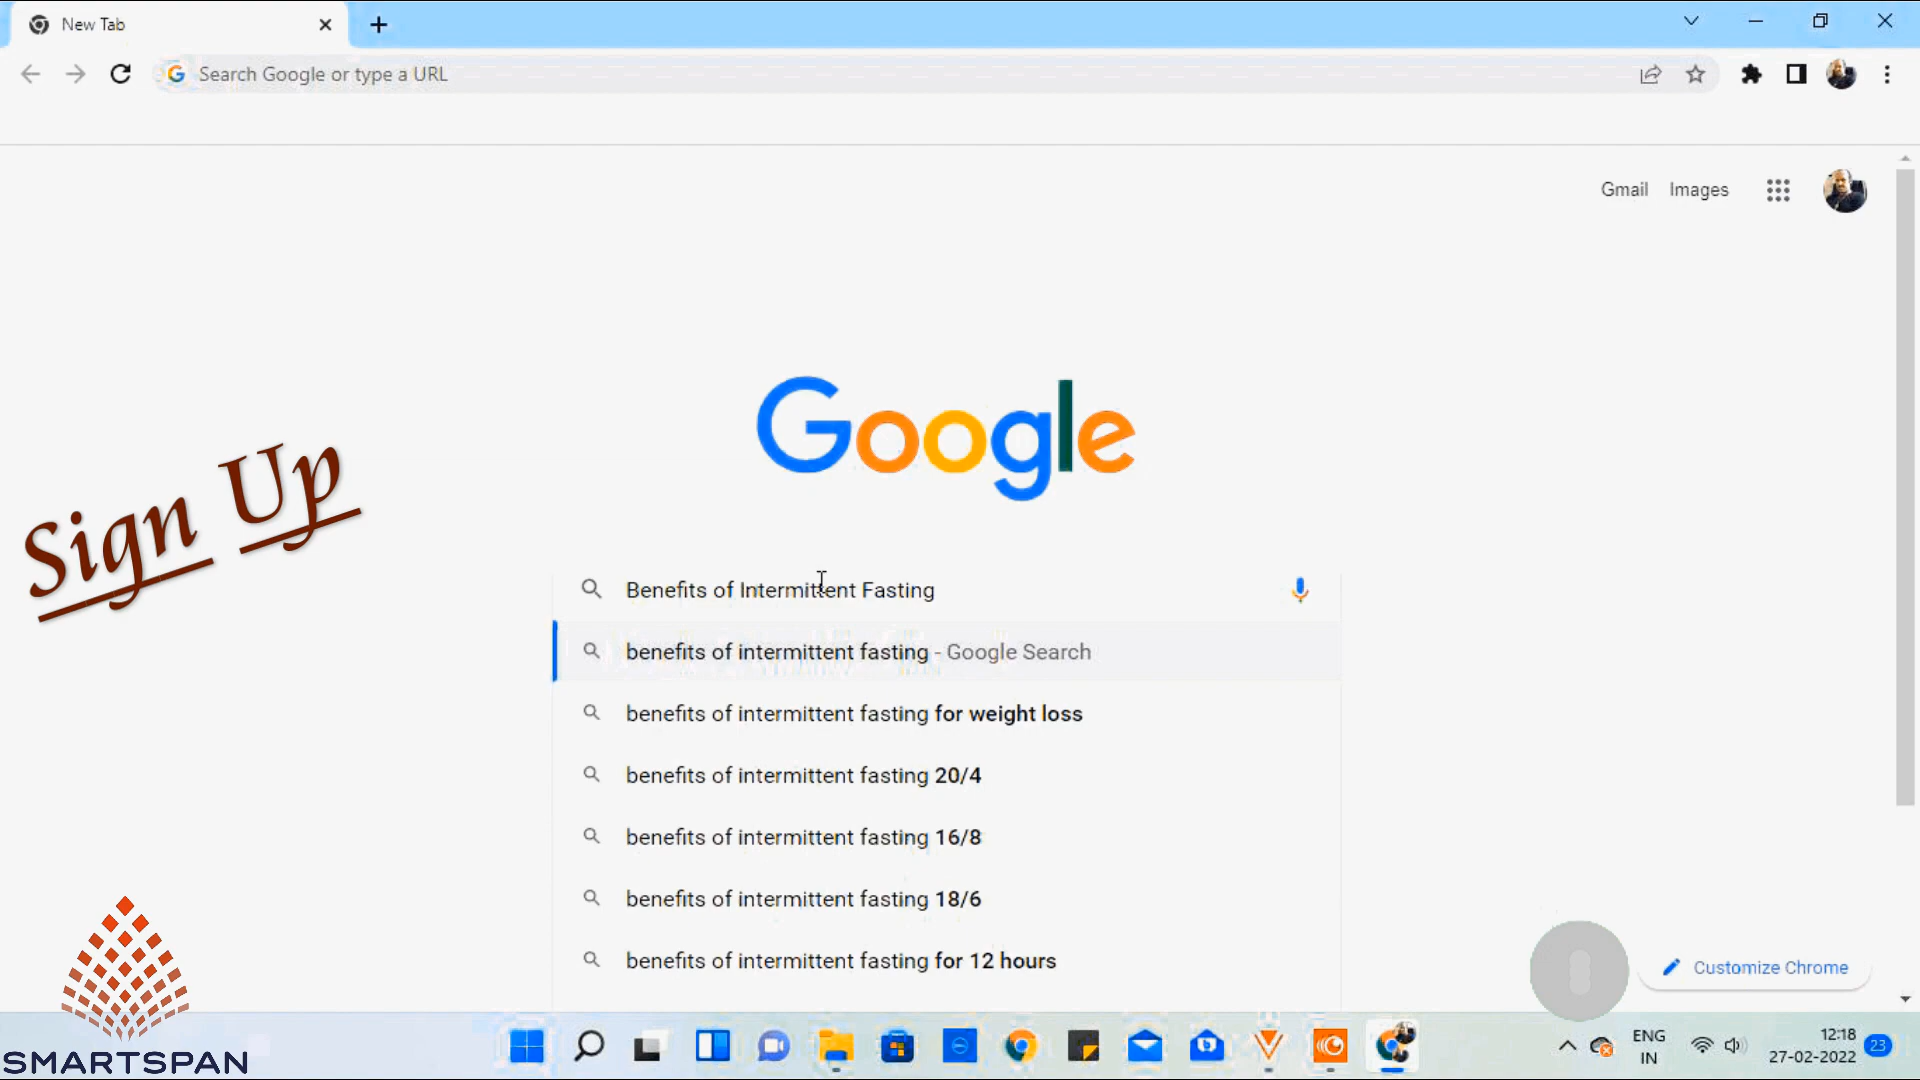 New Tab
Search Google or type a URL
Gmail Images
Google
Sign Up
Benefits of Intermittent Fasting
benefits of intermittent fasting - Google Search
benefits of intermittent fasting for weight loss
benefits of intermittent fasting 20/4
benefits of intermittent fasting 16/8
benefits of intermittent fasting 18/6
benefits of intermittent fasting for 12 hours
Customize Chrome
SMARTSPAN
ENG
IN
12:18
27-02-2022
23